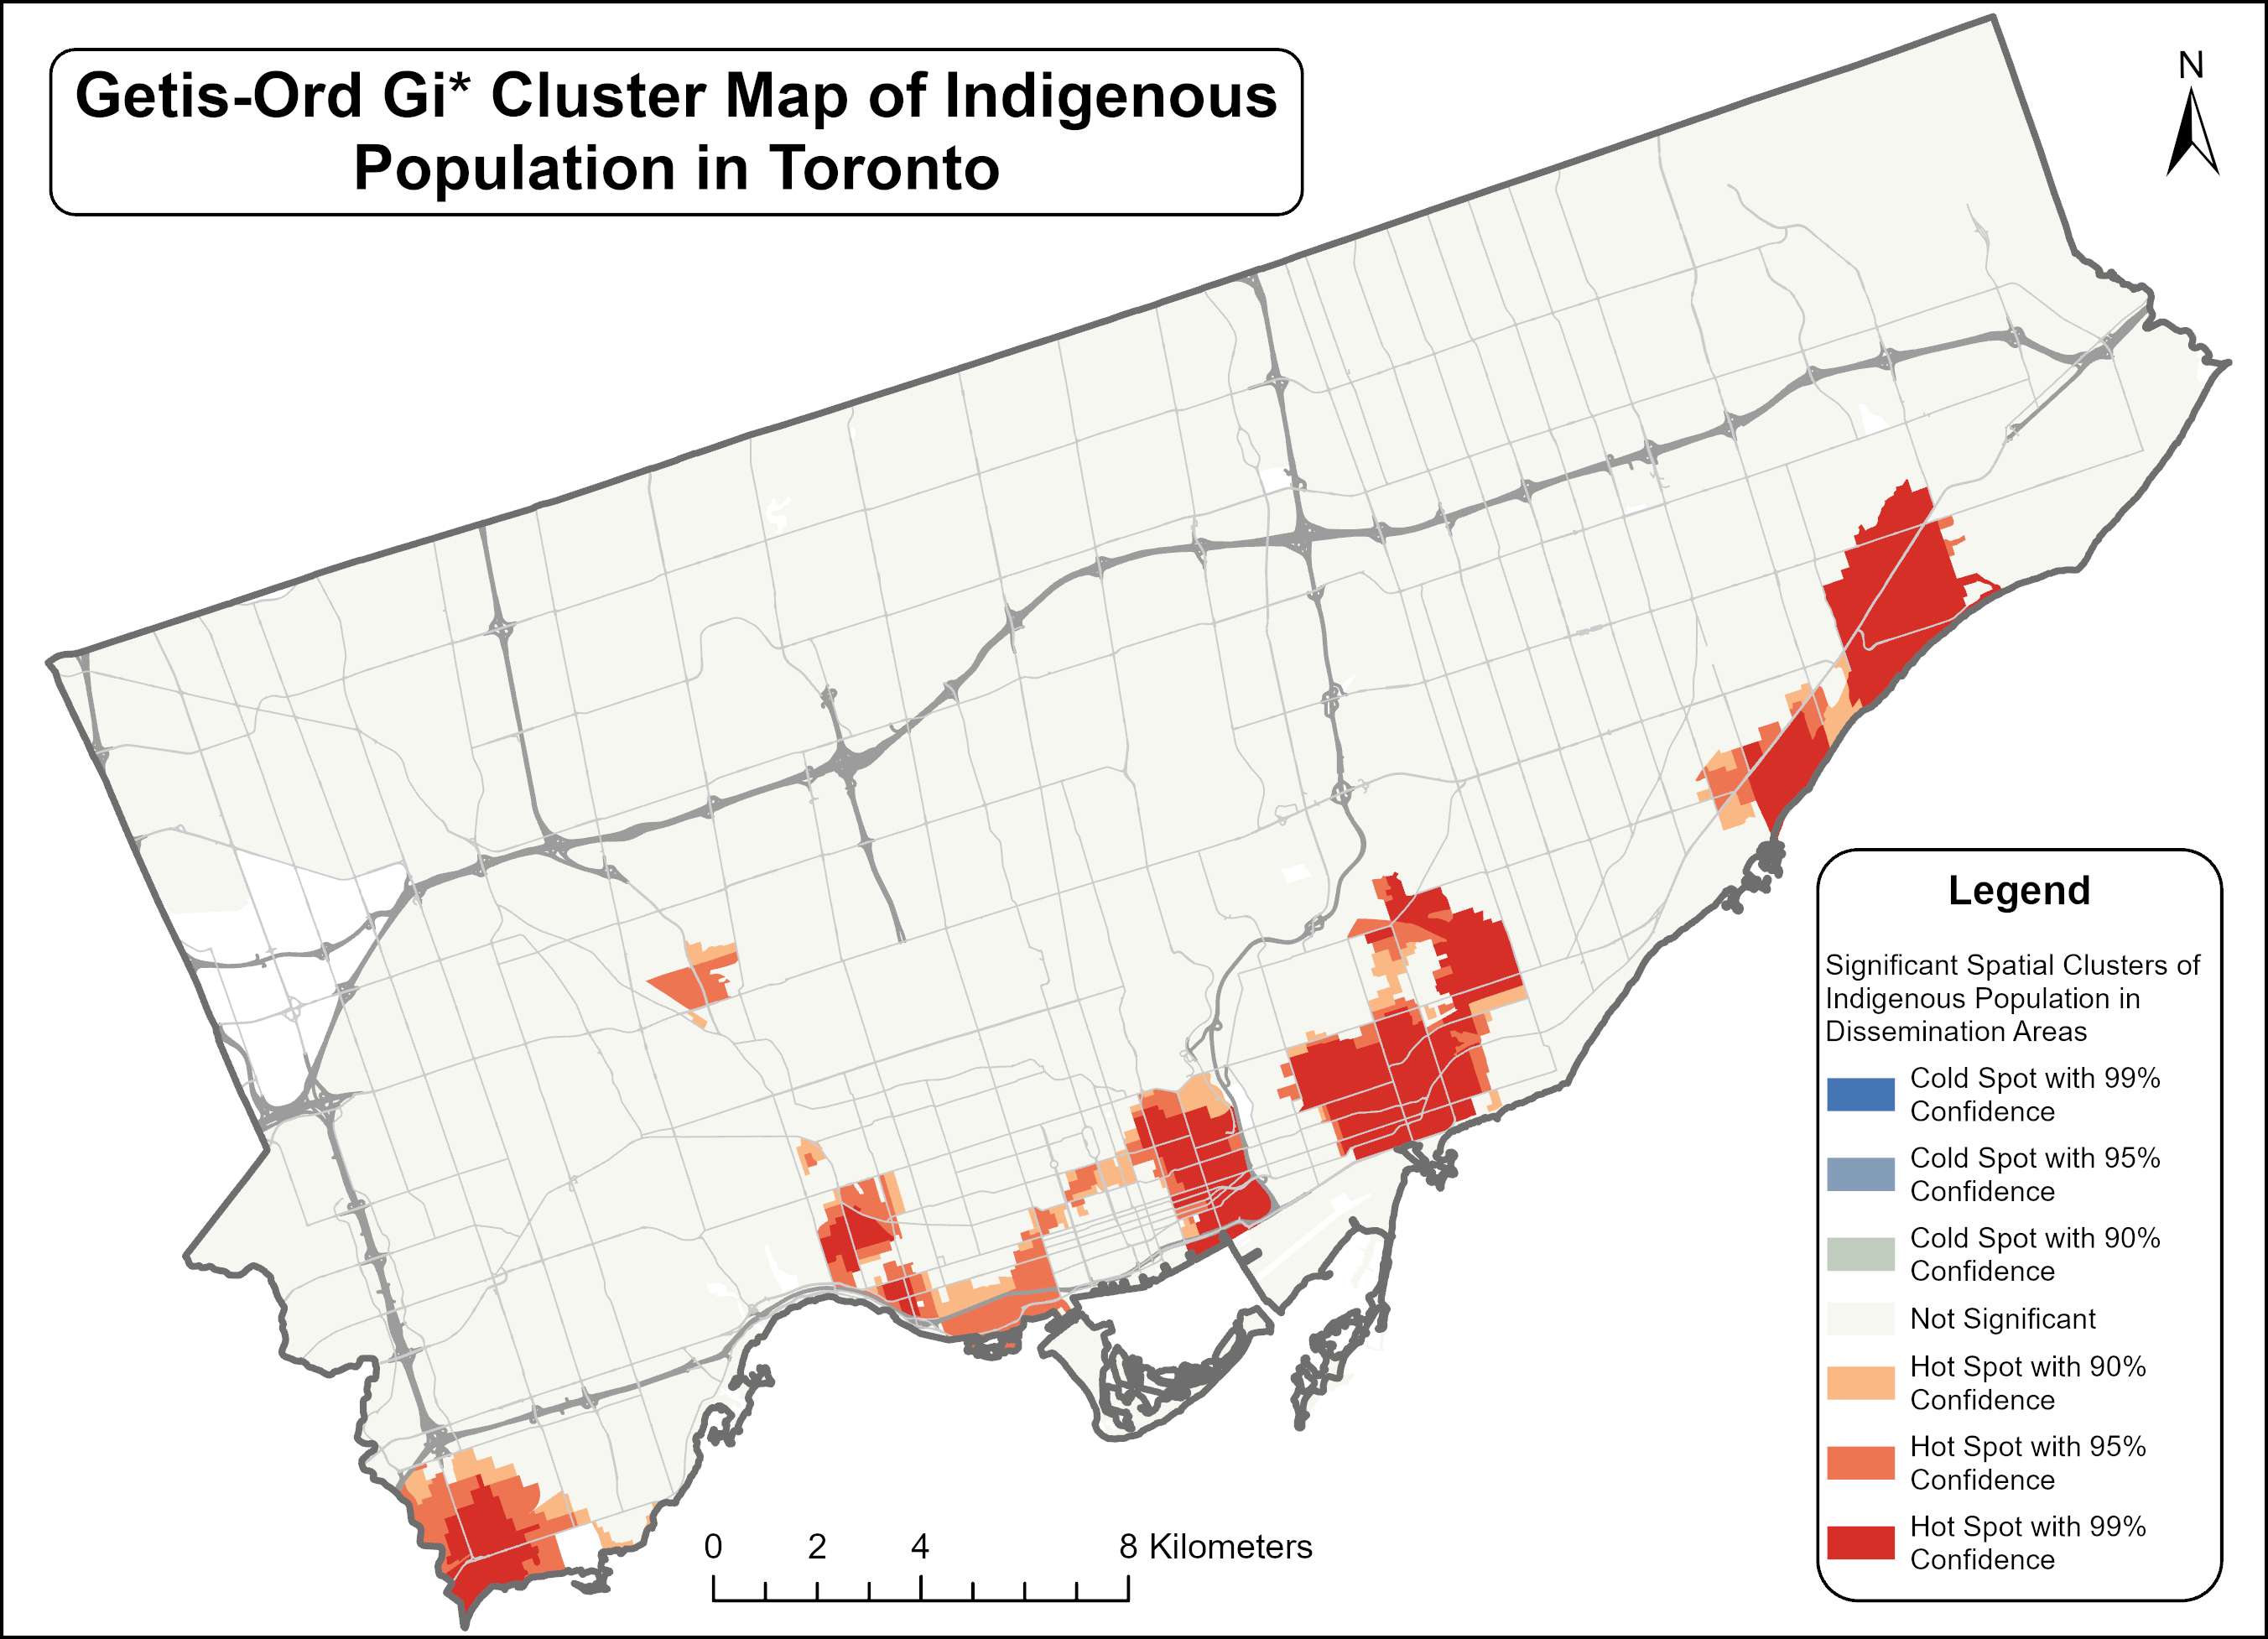 Getis-Ord Gi* Cluster Map of Indigenous
Population in Toronto
N
Legend
Significant Spatial Clusters of
Indigenous Population in
Dissemination Areas
Cold Spot with 99%
Confidence
Cold Spot with 95%
Confidence
Cold Spot with 90%
Confidence
Not Significant
Hot Spot with 90%
Confidence
Hot Spot with 95%
Confidence
Hot Spot with 99%
Confidence
0 2 4 8 Kilometers